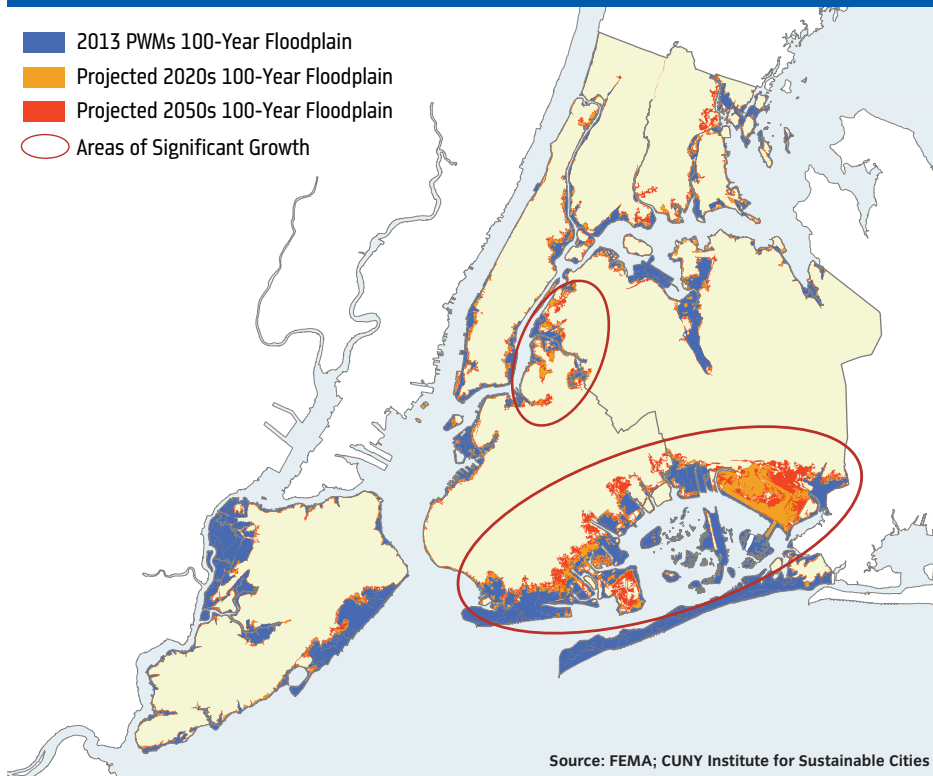 2013 PWMs 100-Year Floodplain
Projected 2020s 100-Year Floodplain
Projected 2050s 100-Year Floodplain
Areas of Significant Growth
Source: FEMA; CUNY Institute for Sustainable Cities